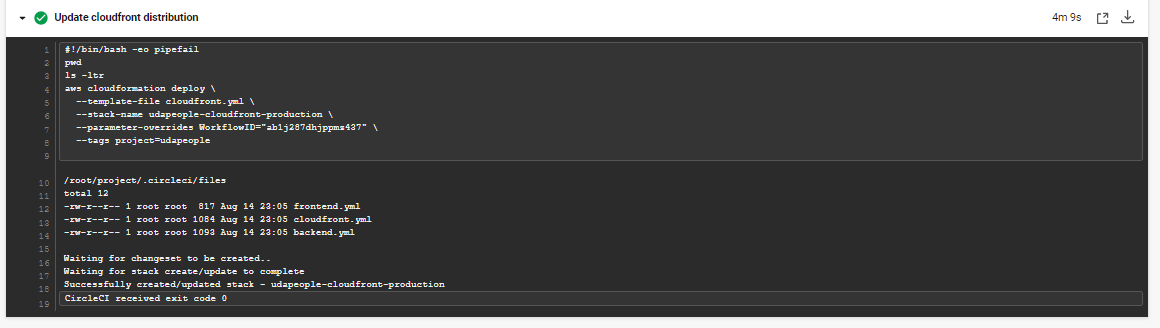 Update cloudfront distribution
4m 9s
1 #!/bin/bash -eo pipefail
2 pwd
3 ls -ltr
4 aws cloudformation deploy \
5 --template-file cloudfront.yml \
6 --stack-name udapeople-cloudfront-production \
7 --parameter-overrides WorkflowID="ab1j287dhjppmz437" \
8 --tags project=udapeople
9
10 /root/project/.circleci/files
11 total 12
12 -rw-r--r-- 1 root root  817 Aug 14 23:05 frontend.yml
13 -rw-r--r-- 1 root root 1084 Aug 14 23:05 cloudfront.yml
14 -rw-r--r-- 1 root root 1093 Aug 14 23:05 backend.yml
15
16 Waiting for changeset to be created..
17 Waiting for stack create/update to complete
18 Successfully created/updated stack - udapeople-cloudfront-production
19 CircleCI received exit code 0